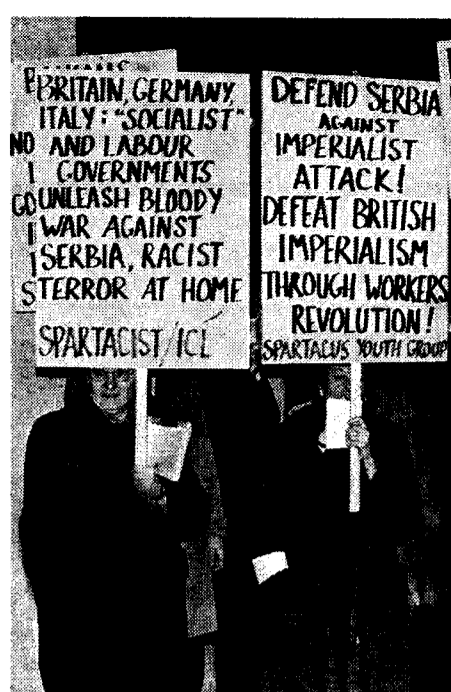 BRITAIN, GERMANY
ITALY: "SOCIALIST"
AND LABOUR
GOVERNMENTS
UNLEASH BLOODY
WAR AGAINST
SERBIA, RACIST
TERROR AT HOME
SPARTACIST/ICL
DEFEND SERBIA
AGAINST
IMPERIALIST
ATTACK!
DEFEAT BRITISH
IMPERIALISM
THROUGH WORKERS
REVOLUTION!
SPARTACUS YOUTH GROUP
NO